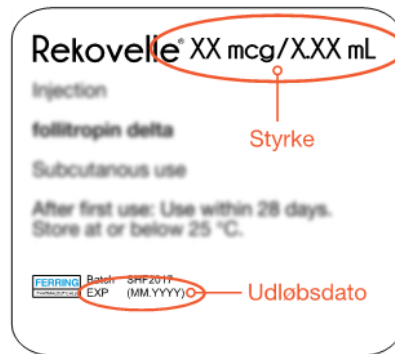 Rekovelle® XX mcg/X.XX mL
Injection
follitropin delta
Styrke
Subcutanous use
After first use: Use within 28 days.
Store at or below 25 °C.
FERRING Batch SHF2017
EXP (MM.YYYY)
Udløbsdato